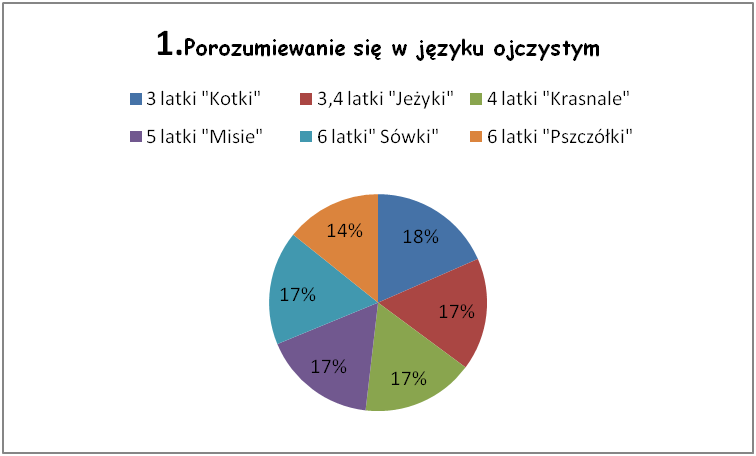 1.Porozumiewanie się w języku ojczystym
3 latki "Kotki" 3,4 latki "Jeżyki" 4 latki "Krasnale"
5 latki "Misie" 6 latki" Sówki" 6 latki "Pszczółki"
14% 18%
17% 17%
17% 17%